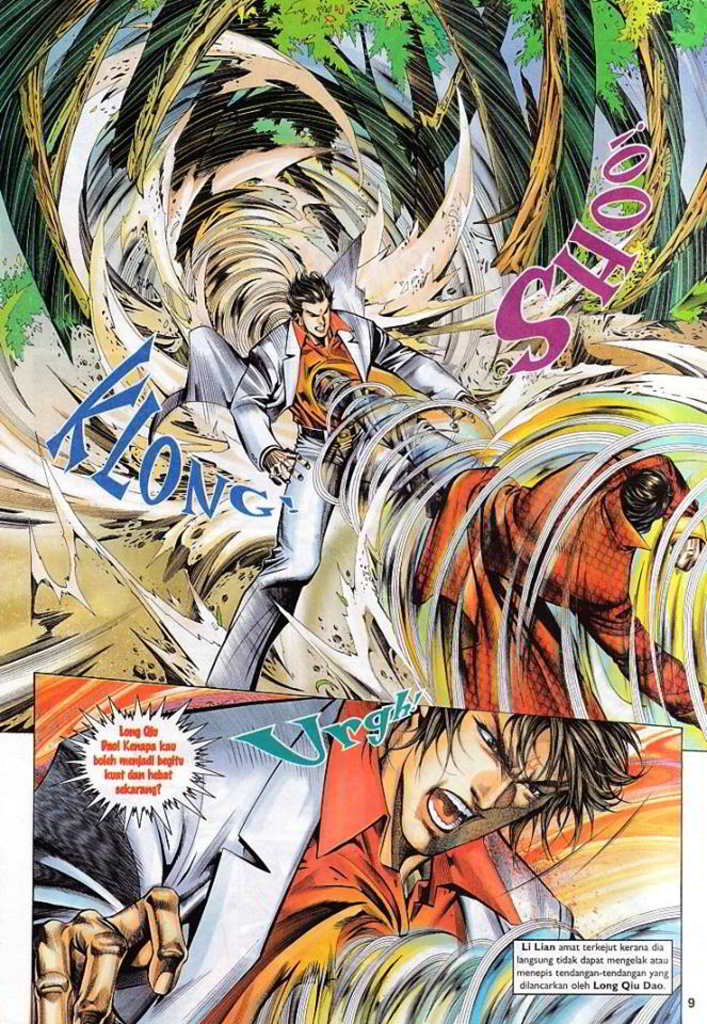 SHOO!
KLONG!
Urgh!
Long Qiu
Dao! Kenapa kau
boleh menjadi begitu
kuat dan hebat
sekarang?
Li Lian amat terkejut kerana dia
langsung tidak dapat mengelak atau
menepis tendangan-tendangan yang
dilancarkan oleh Long Qiu Dao.
9